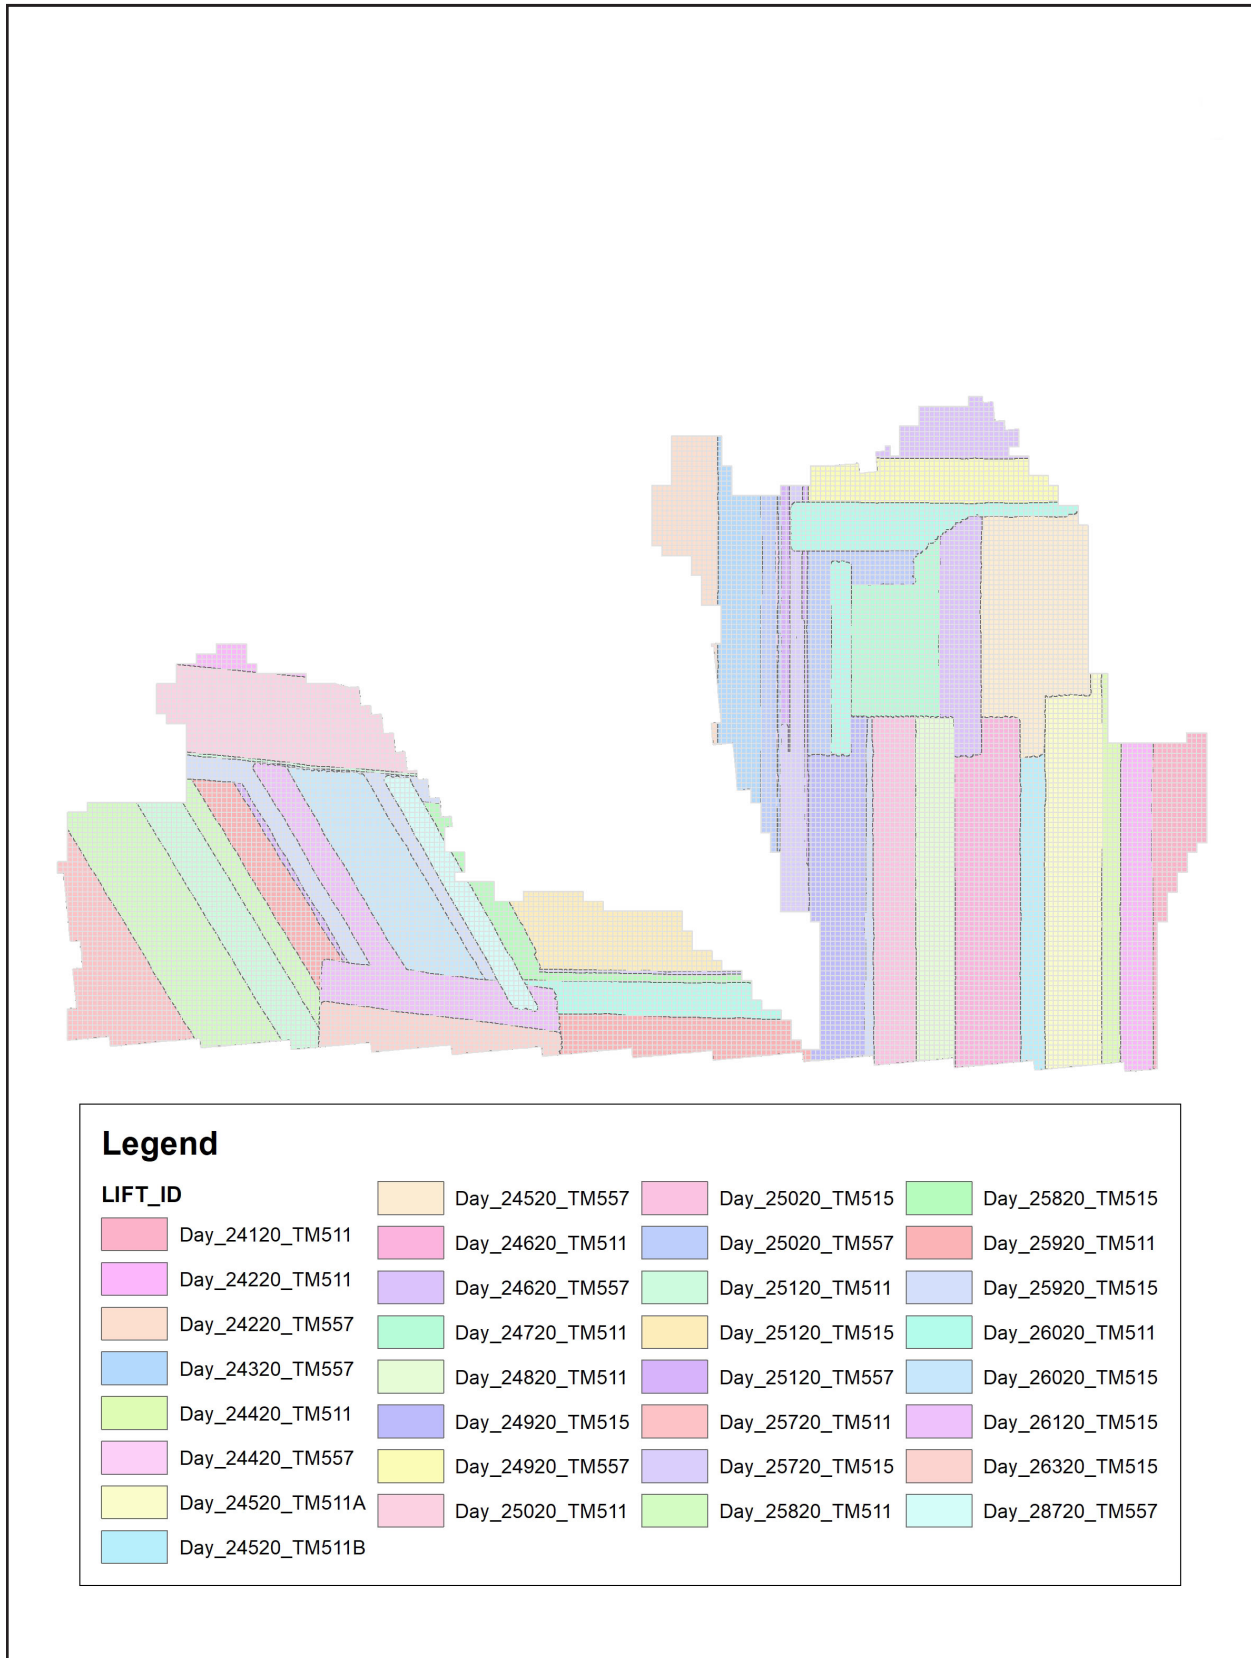 Legend
LIFT_ID
Day_24120_TM511
Day_24220_TM511
Day_24220_TM557
Day_24320_TM557
Day_24420_TM511
Day_24420_TM557
Day_24520_TM511A
Day_24520_TM511B
Day_24520_TM557
Day_24620_TM511
Day_24620_TM557
Day_24720_TM511
Day_24820_TM511
Day_24920_TM515
Day_24920_TM557
Day_25020_TM511
Day_25020_TM515
Day_25020_TM557
Day_25120_TM511
Day_25120_TM515
Day_25120_TM557
Day_25720_TM511
Day_25720_TM515
Day_25820_TM511
Day_25820_TM515
Day_25920_TM511
Day_25920_TM515
Day_26020_TM511
Day_26020_TM515
Day_26120_TM515
Day_26320_TM515
Day_28720_TM557